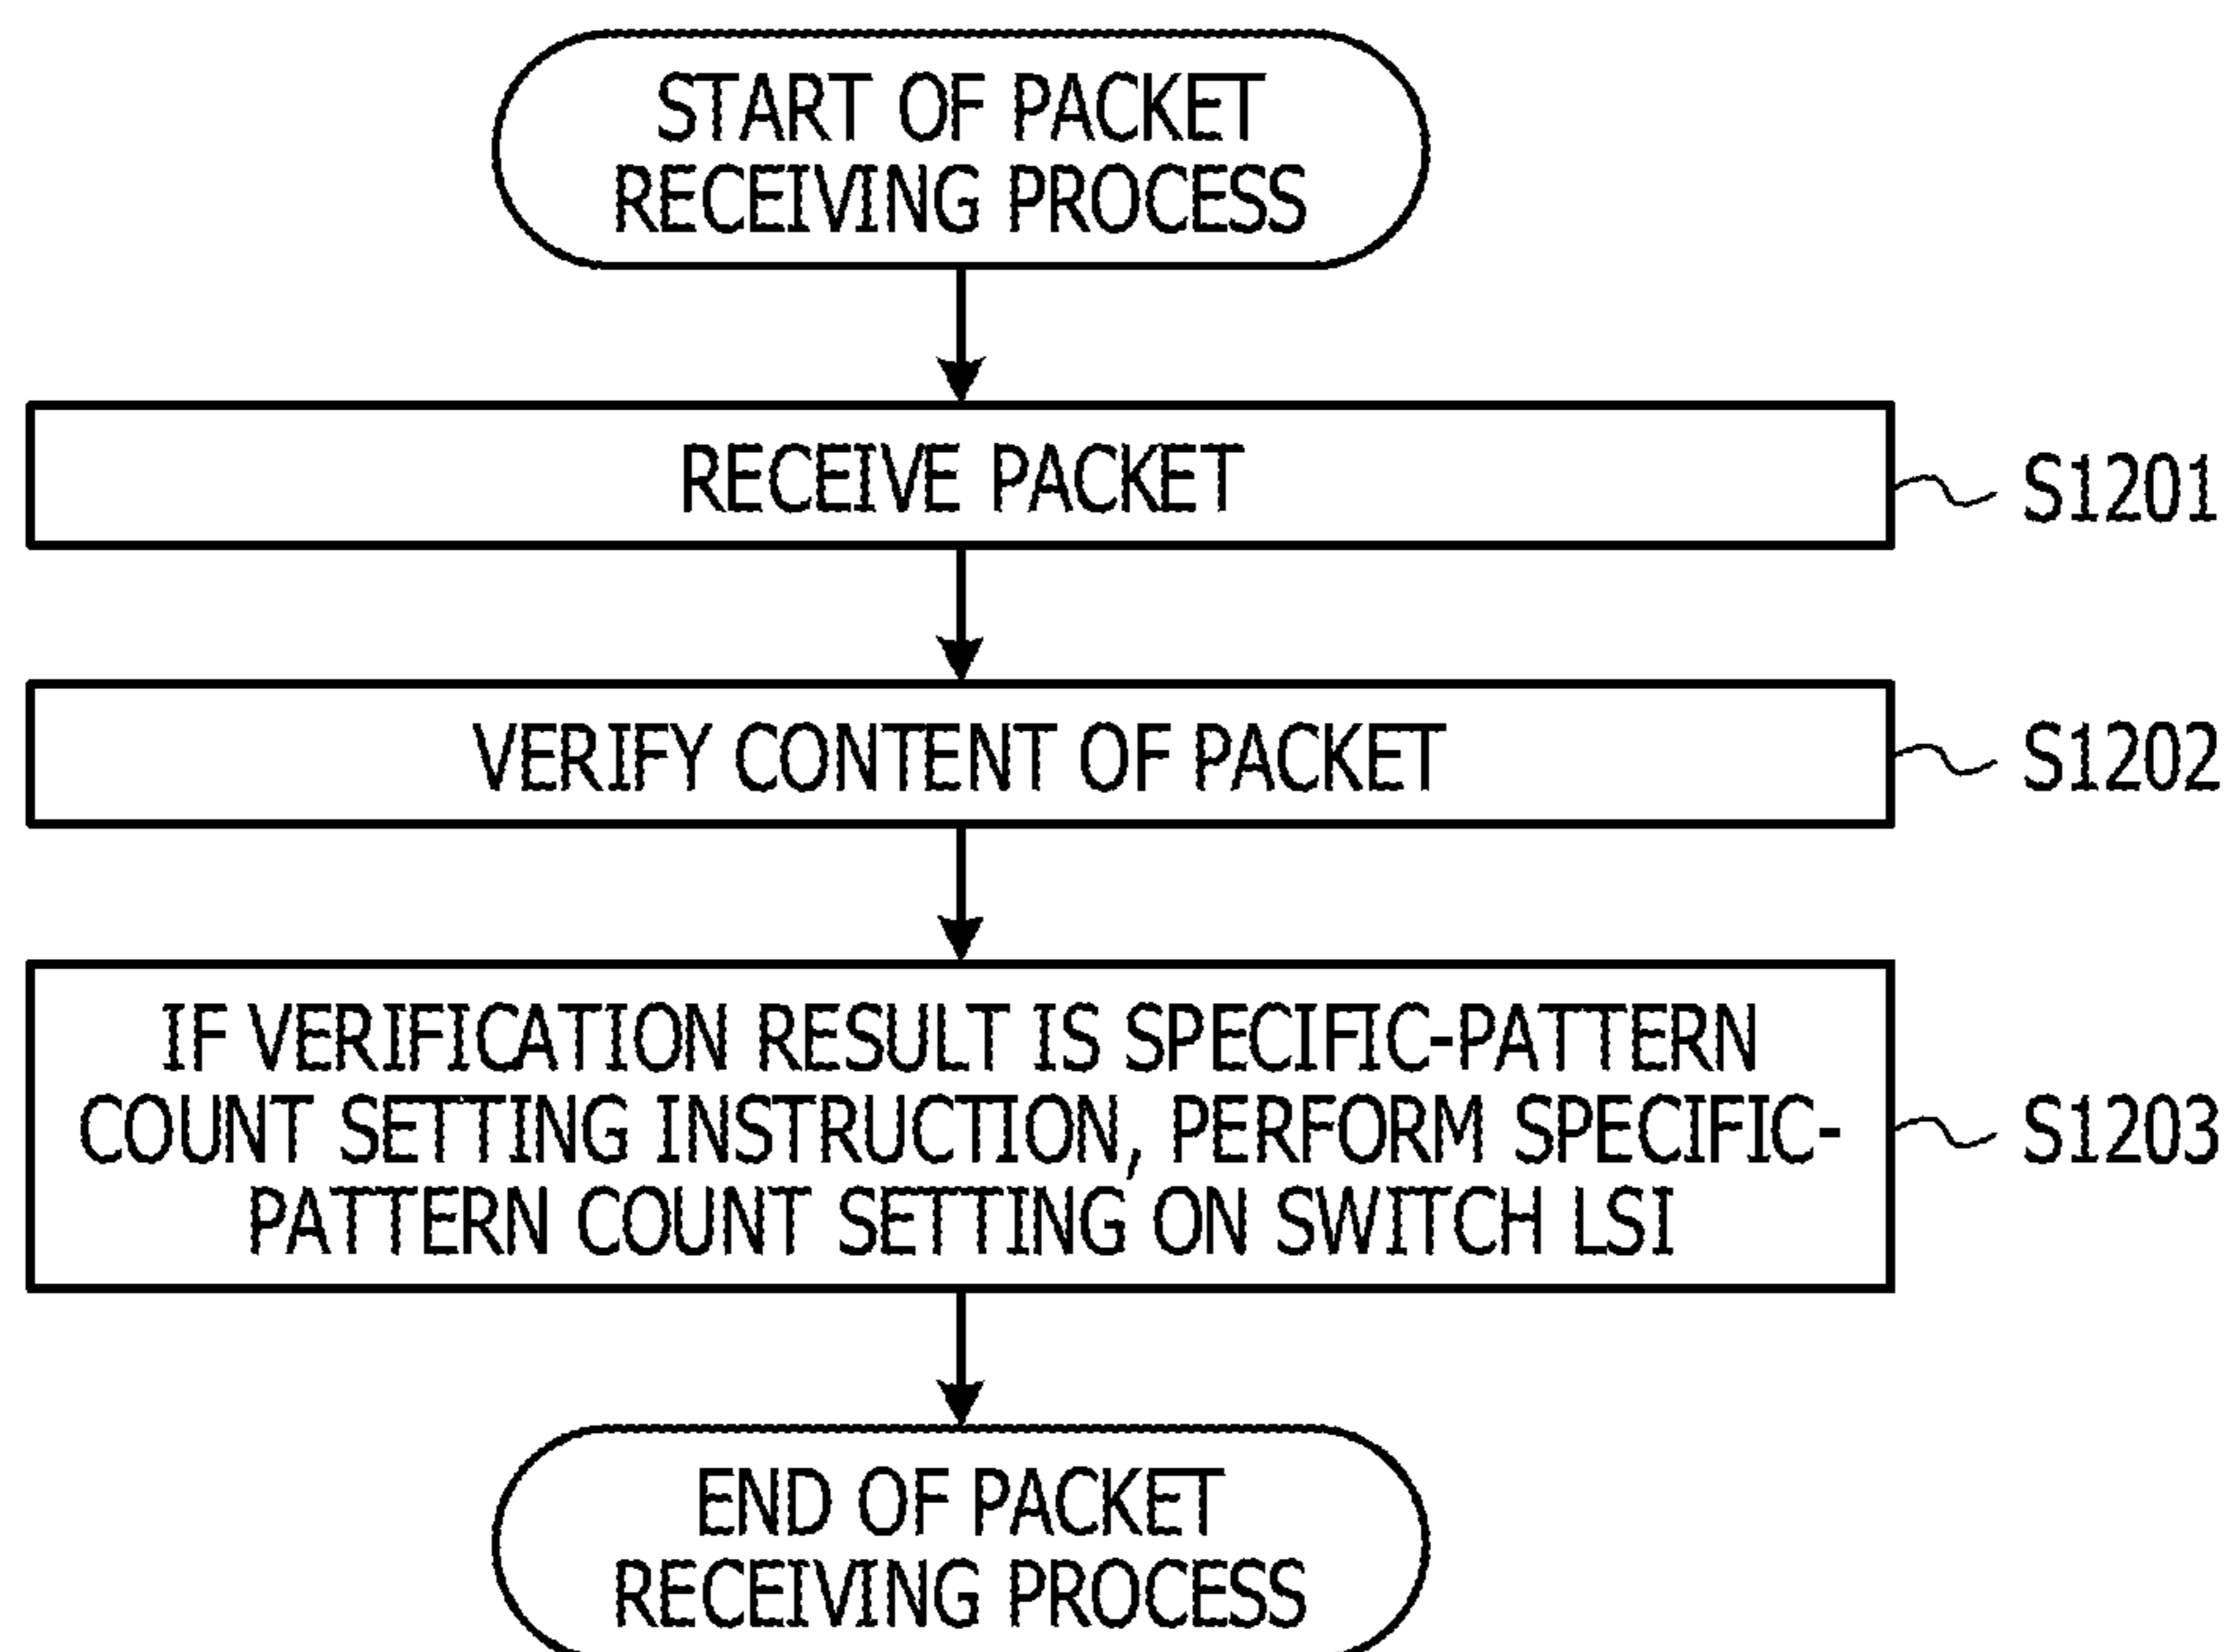 START OF PACKET
RECEIVING PROCESS
RECEIVE PACKET
S1201
VERIFY CONTENT OF PACKET
S1202
IF VERIFICATION RESULT IS SPECIFIC-PATTERN
COUNT SETTING INSTRUCTION, PERFORM SPECIFIC-
PATTERN COUNT SETTING ON SWITCH LSI
S1203
END OF PACKET
RECEIVING PROCESS